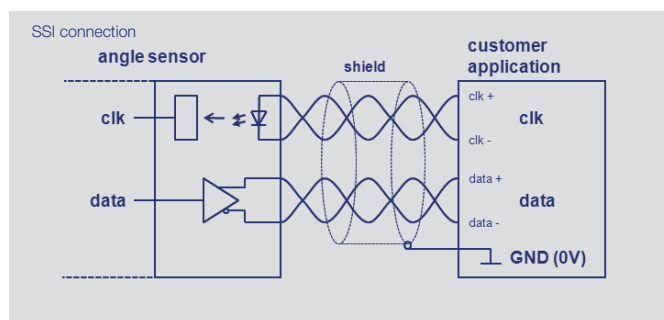 SSI connection
angle sensor
shield
customer
application
clk
clk +
clk
clk -
data
data +
data
data -
GND (0V)